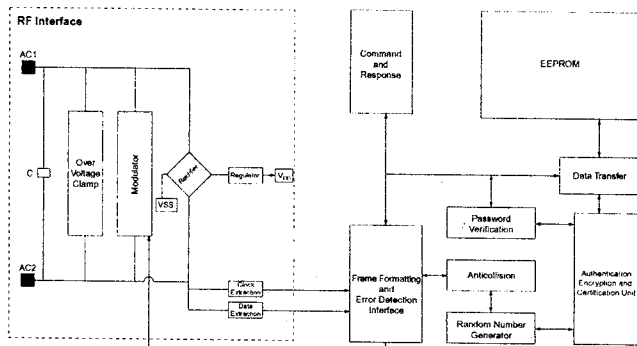 RF Interface
AC1
C
Over
Voltage
Clamp
Modulator
Rectifier
VSS
Regulator
AC2
Clock
Extraction
Data
Extraction
Command
and
Response
EEPROM
Data Transfer
Password
Verification
Frame Formatting
and
Error Detection
Interface
Anticollision
Random Number
Generator
Authentication
Encryption and
Certification Unit